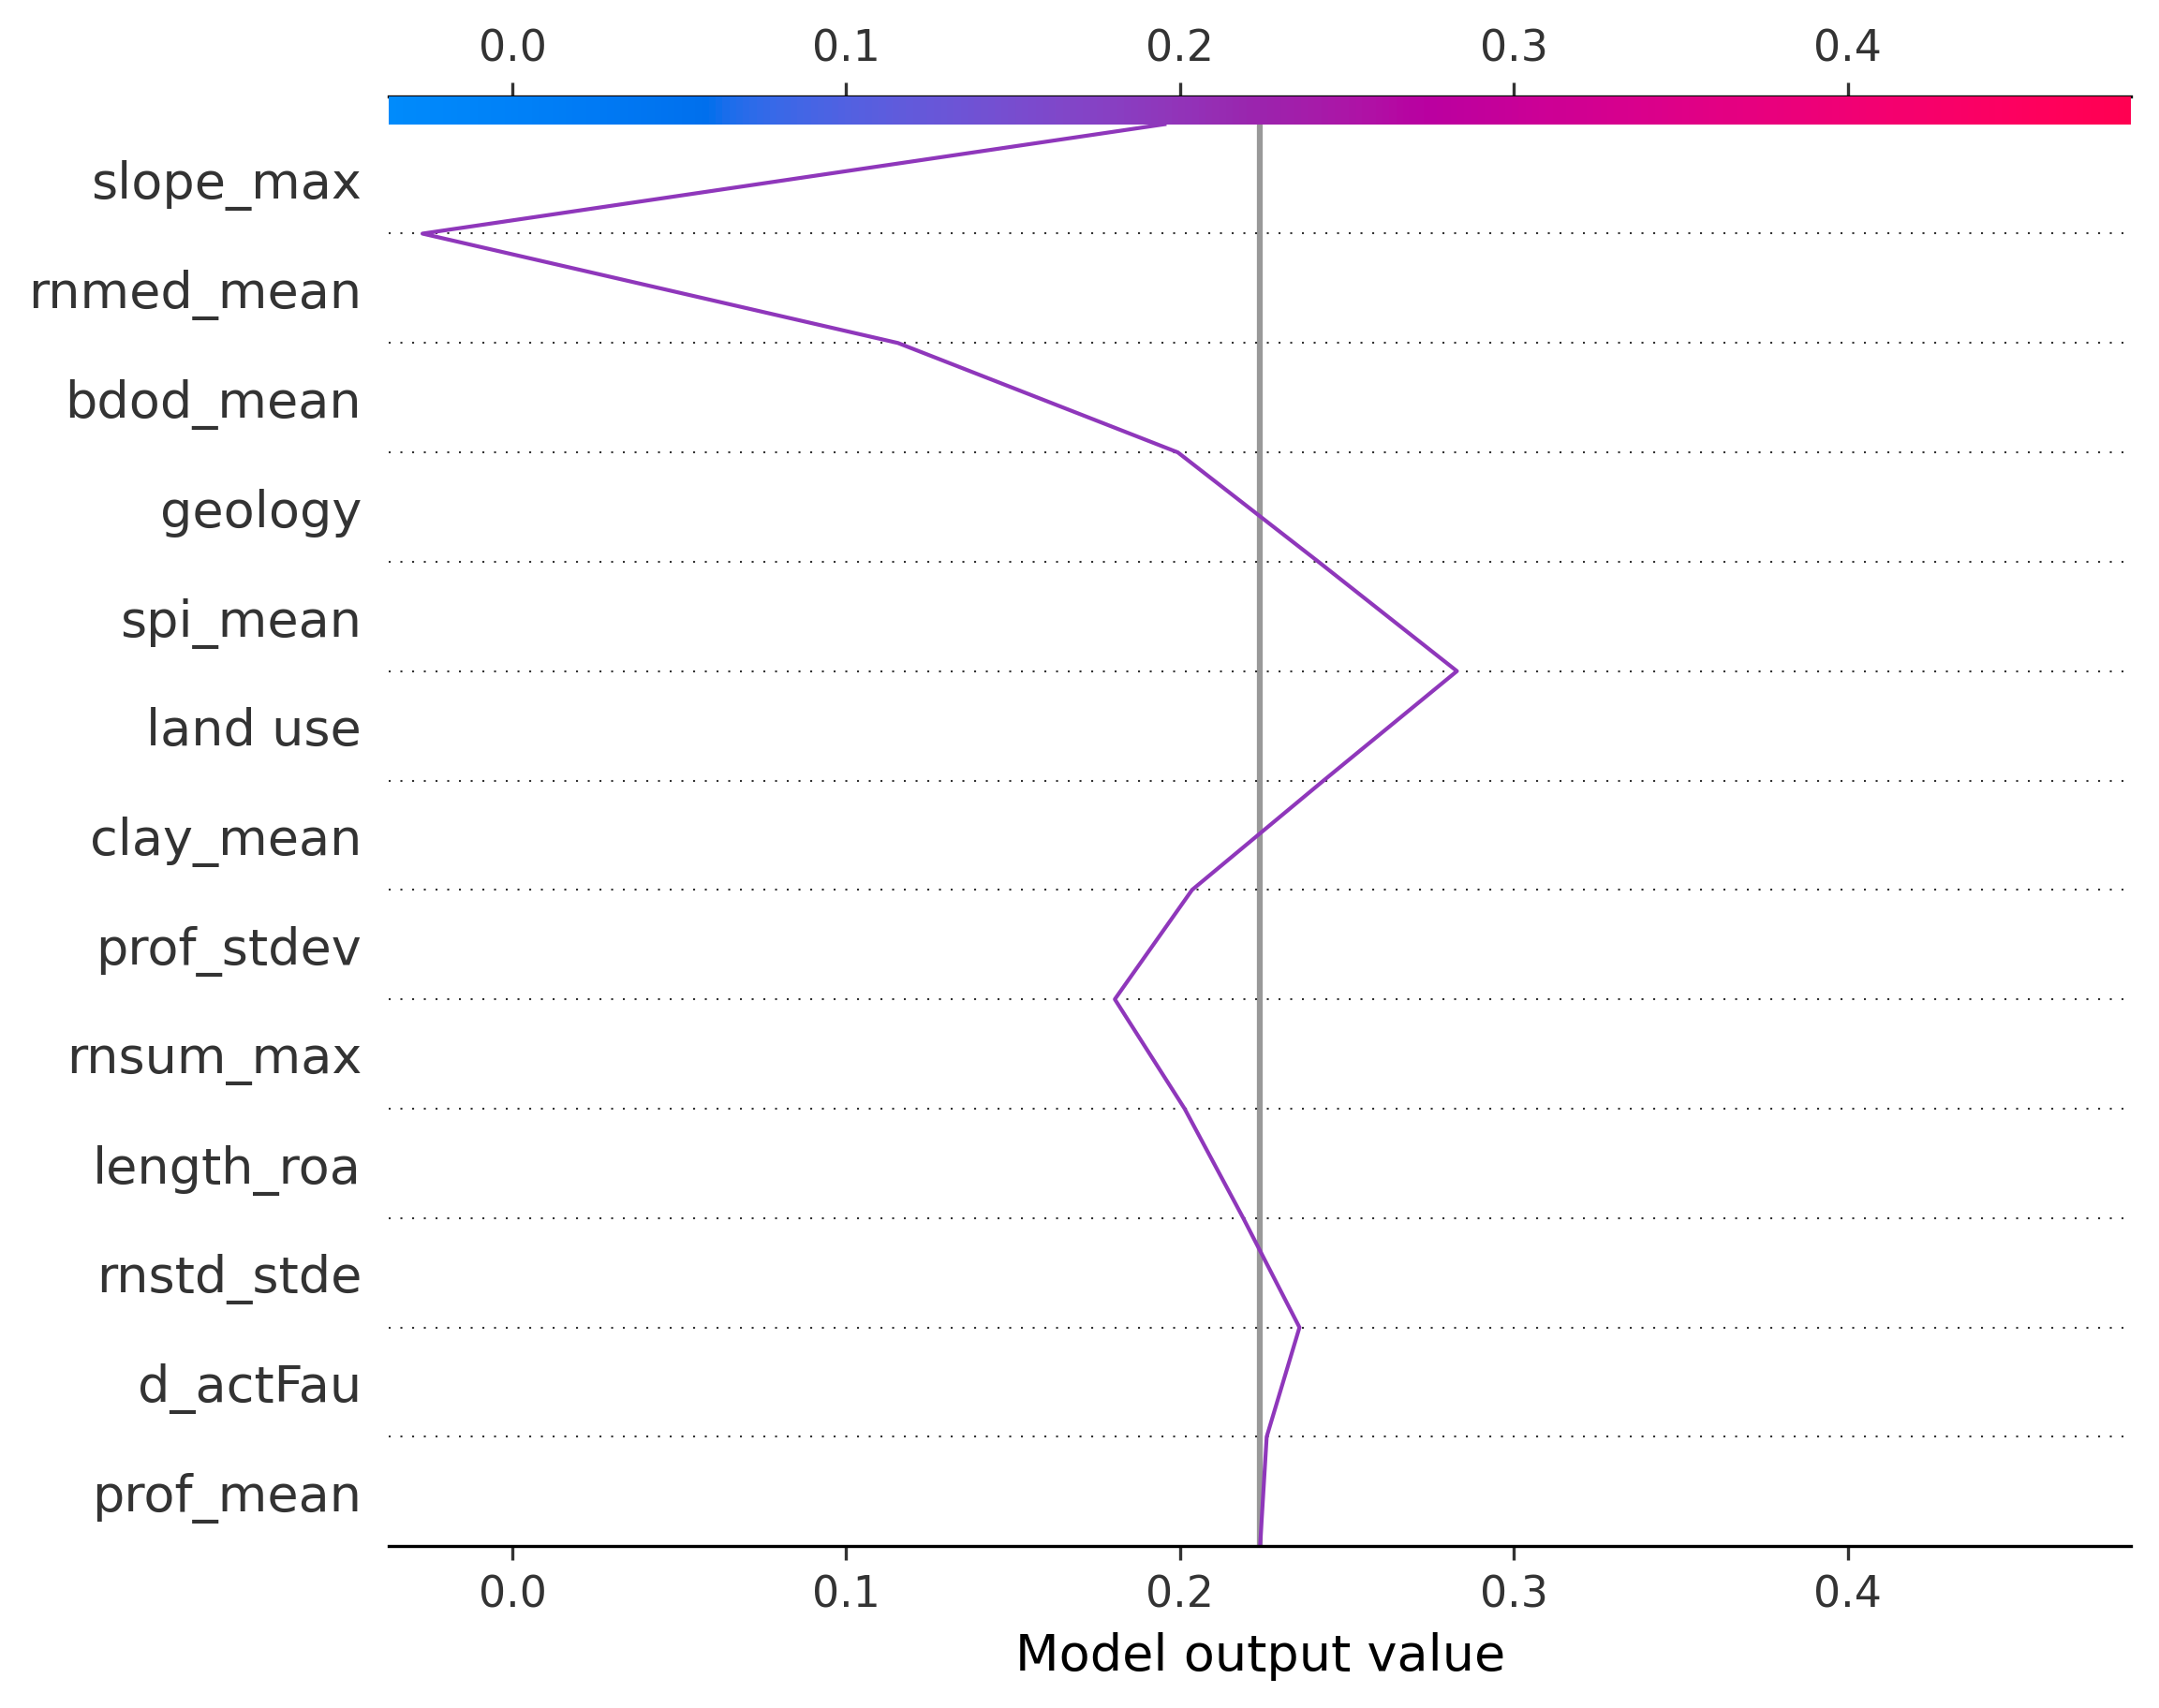 0.0 0.1 0.2 0.3 0.4
slope_max
rnmed_mean
bdod_mean
geology
spi_mean
land use
clay_mean
prof_stdev
rnsum_max
length_roa
rnstd_stde
d_actFau
prof_mean
0.0 0.1 0.2 0.3 0.4
Model output value